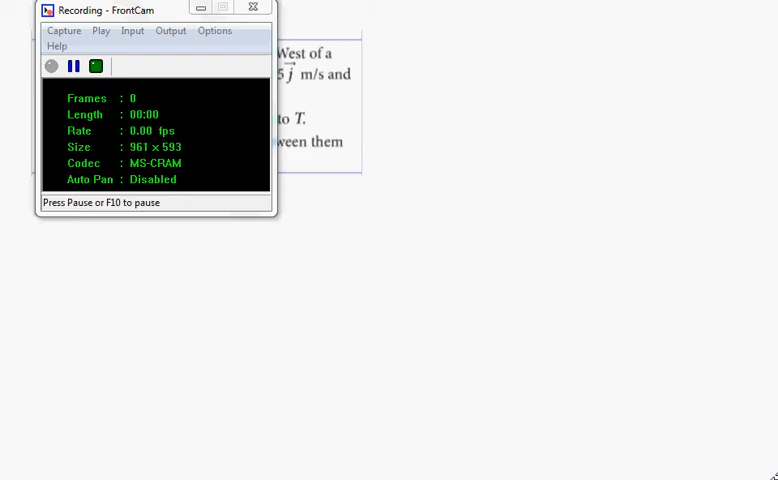 Recording - FrontCam
Capture Play Input Output Options
Help
West of a
5 j m/s and
Frames : 0
Length : 00:00
to T.
Rate : 0.00 fps
ween them
Size : 961 x 593
Codec : MS-CRAM
Auto Pan : Disabled
Press Pause or F10 to pause